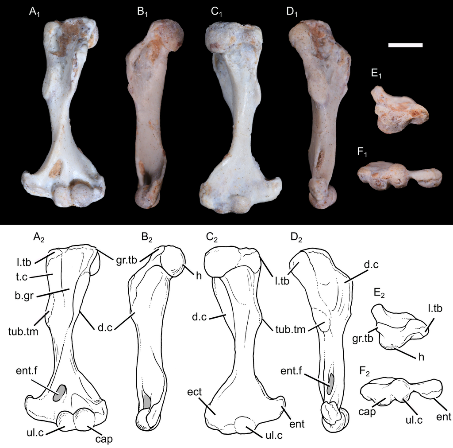 A1
B1
C1
D1
E1
F1
A2
B2
C2
D2
E2
F2
l.tb
t.c
b.gr
tub.tm
ent.f
ul.c
cap
d.c
gr.tb
h
d.c
ect
ul.c
ent
l.tb
tub.tm
ent.f
d.c
gr.tb
l.tb
h
cap
ul.c
ent